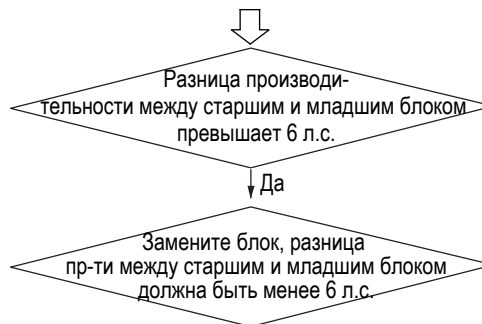 Разница производи-
тельности между старшим и младшим блоком
превышает 6 л.с.
Да
Замените блок, разница
пр-ти между старшим и младшим блоком
должна быть менее 6 л.с.